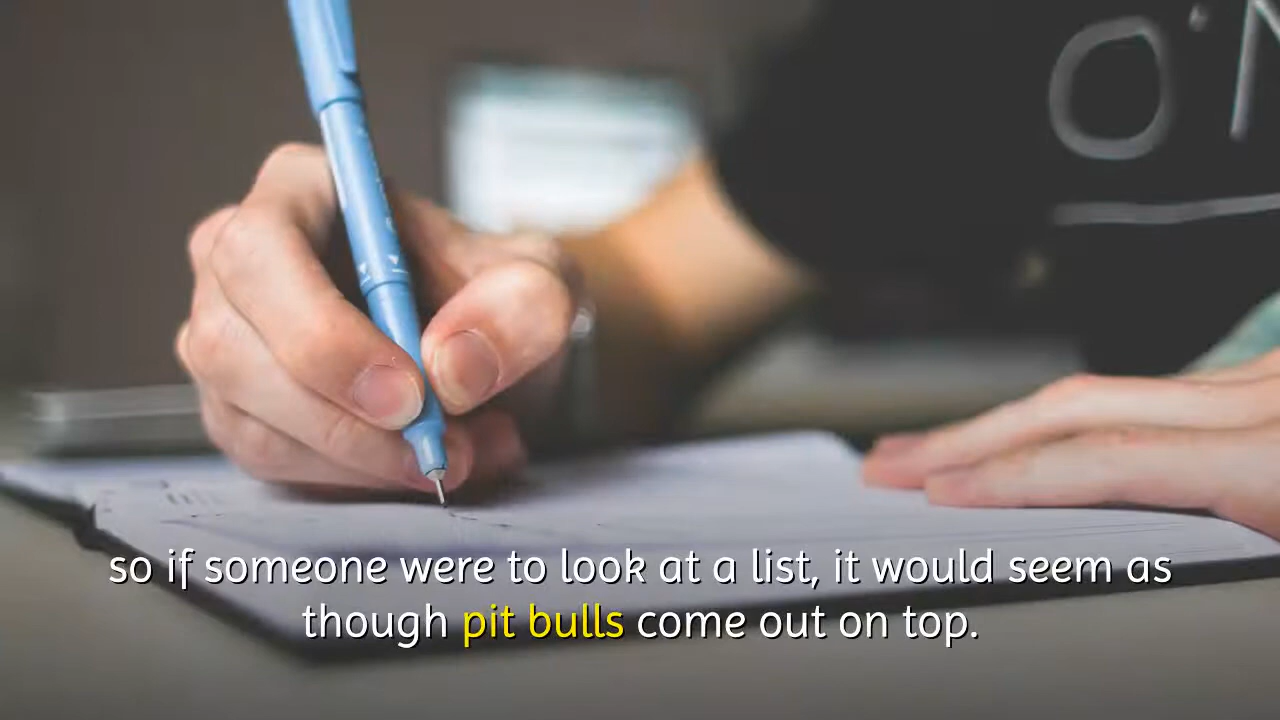 O N
so if someone were to look at a list, it would seem as
though pit bulls come out on top.